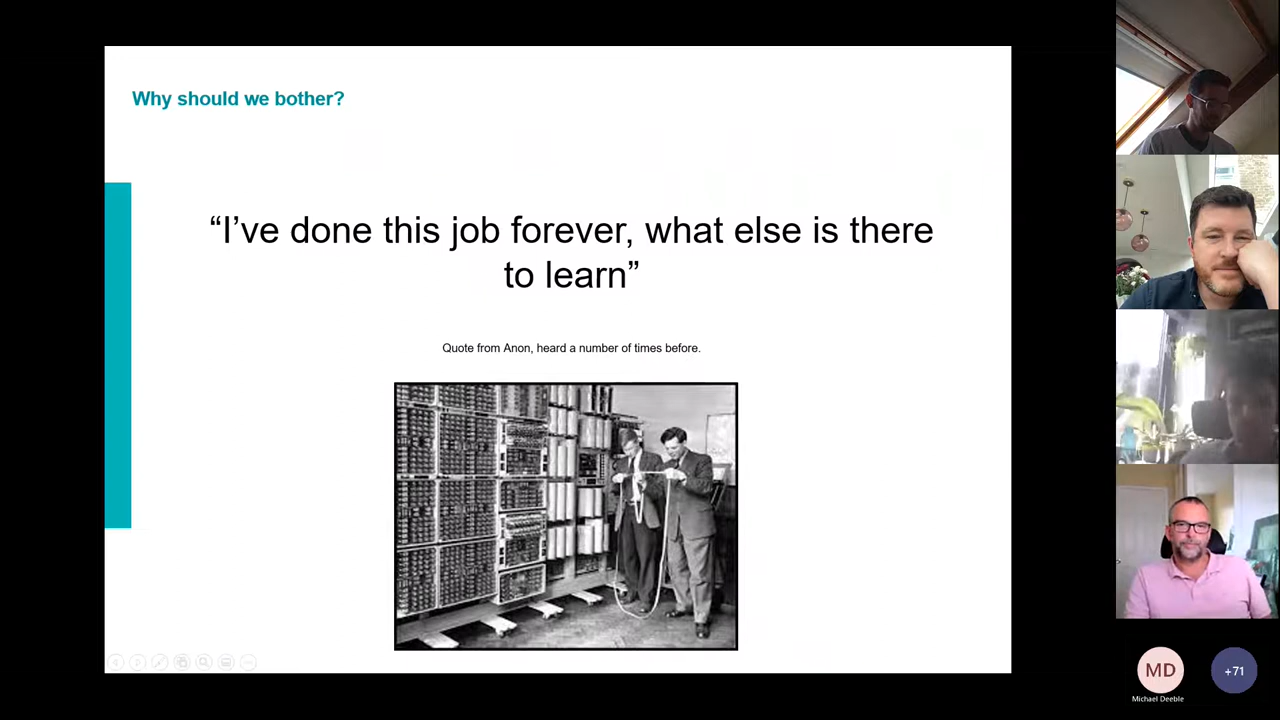 Why should we bother?
“I’ve done this job forever, what else is there
to learn”
Quote from Anon, heard a number of times before.
MD
+71
Michael Deeble